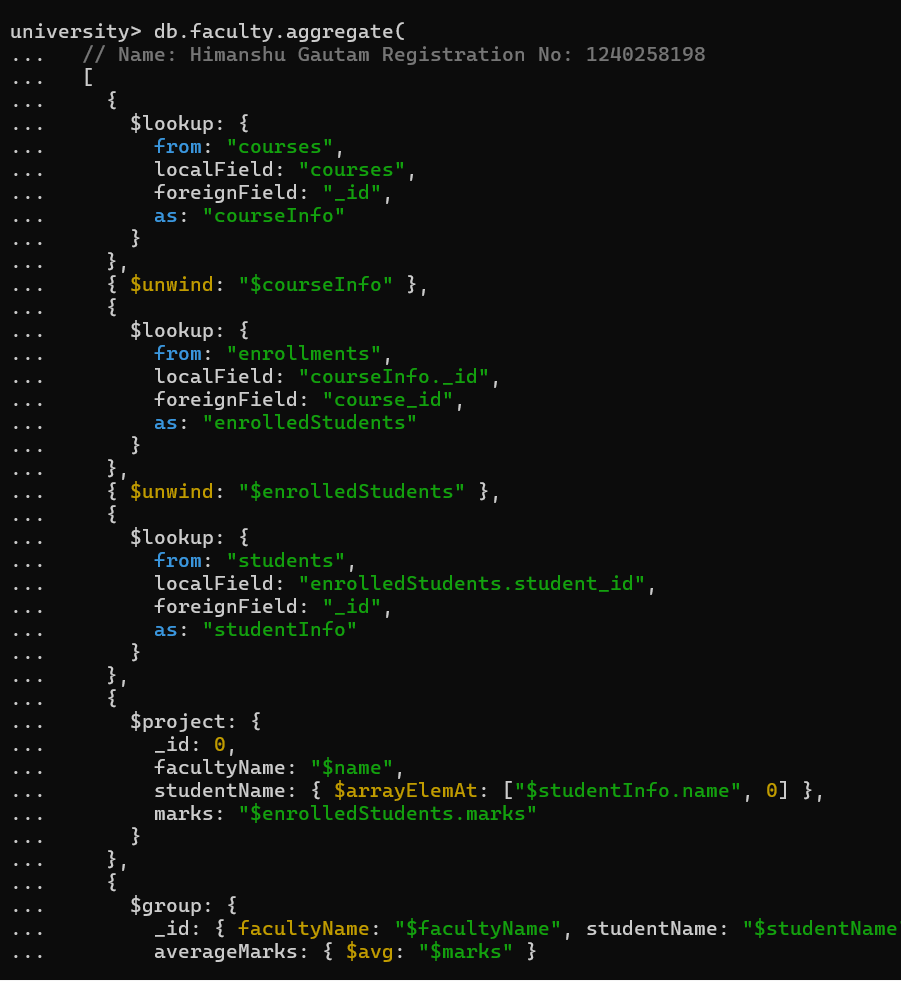 university> db.faculty.aggregate(
...   // Name: Himanshu Gautam Registration No: 1240258198
...   [
...     {
...       $lookup: {
...         from: "courses",
...         localField: "courses",
...         foreignField: "_id",
...         as: "courseInfo"
...       }
...     },
...     { $unwind: "$courseInfo" },
...     {
...       $lookup: {
...         from: "enrollments",
...         localField: "courseInfo._id",
...         foreignField: "course_id",
...         as: "enrolledStudents"
...       }
...     },
...     { $unwind: "$enrolledStudents" },
...     {
...       $lookup: {
...         from: "students",
...         localField: "enrolledStudents.student_id",
...         foreignField: "_id",
...         as: "studentInfo"
...       }
...     },
...     {
...       $project: {
...         _id: 0,
...         facultyName: "$name",
...         studentName: { $arrayElemAt: ["$studentInfo.name", 0] },
...         marks: "$enrolledStudents.marks"
...       }
...     },
...     {
...       $group: {
...         _id: { facultyName: "$facultyName", studentName: "$studentName
...         averageMarks: { $avg: "$marks" }